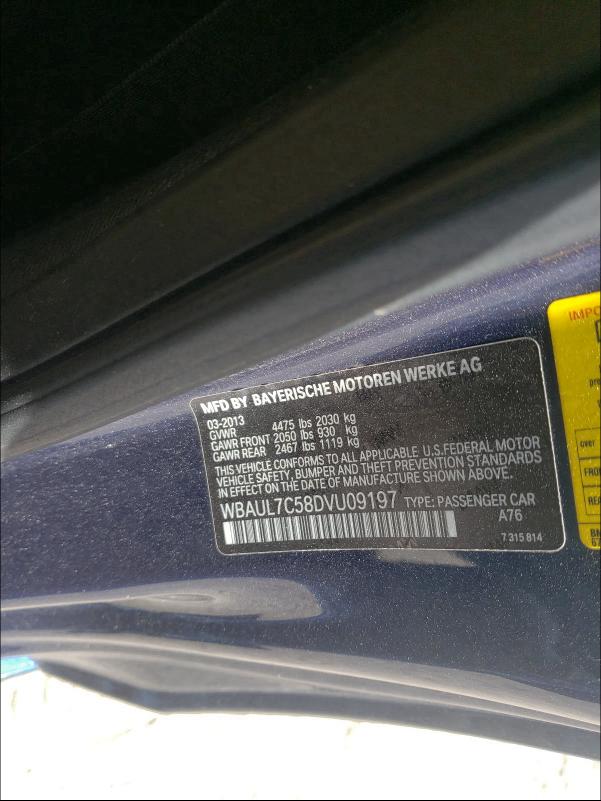 MFD BY BAYERISCHE MOTOREN WERKE AG
03-2013
GVWR 4475 lbs 2030 kg
GAWR FRONT 2050 lbs 930 kg
GAWR REAR 2467 lbs 1119 kg
THIS VEHICLE CONFORMS TO ALL APPLICABLE U.S.FEDERAL MOTOR
VEHICLE SAFETY, BUMPER AND THEFT PREVENTION STANDARDS
IN EFFECT ON THE DATE OF MANUFACTURE SHOWN ABOVE.
WBAUL7C58DVU09197 TYPE: PASSENGER CAR
A76
7 315 814
over